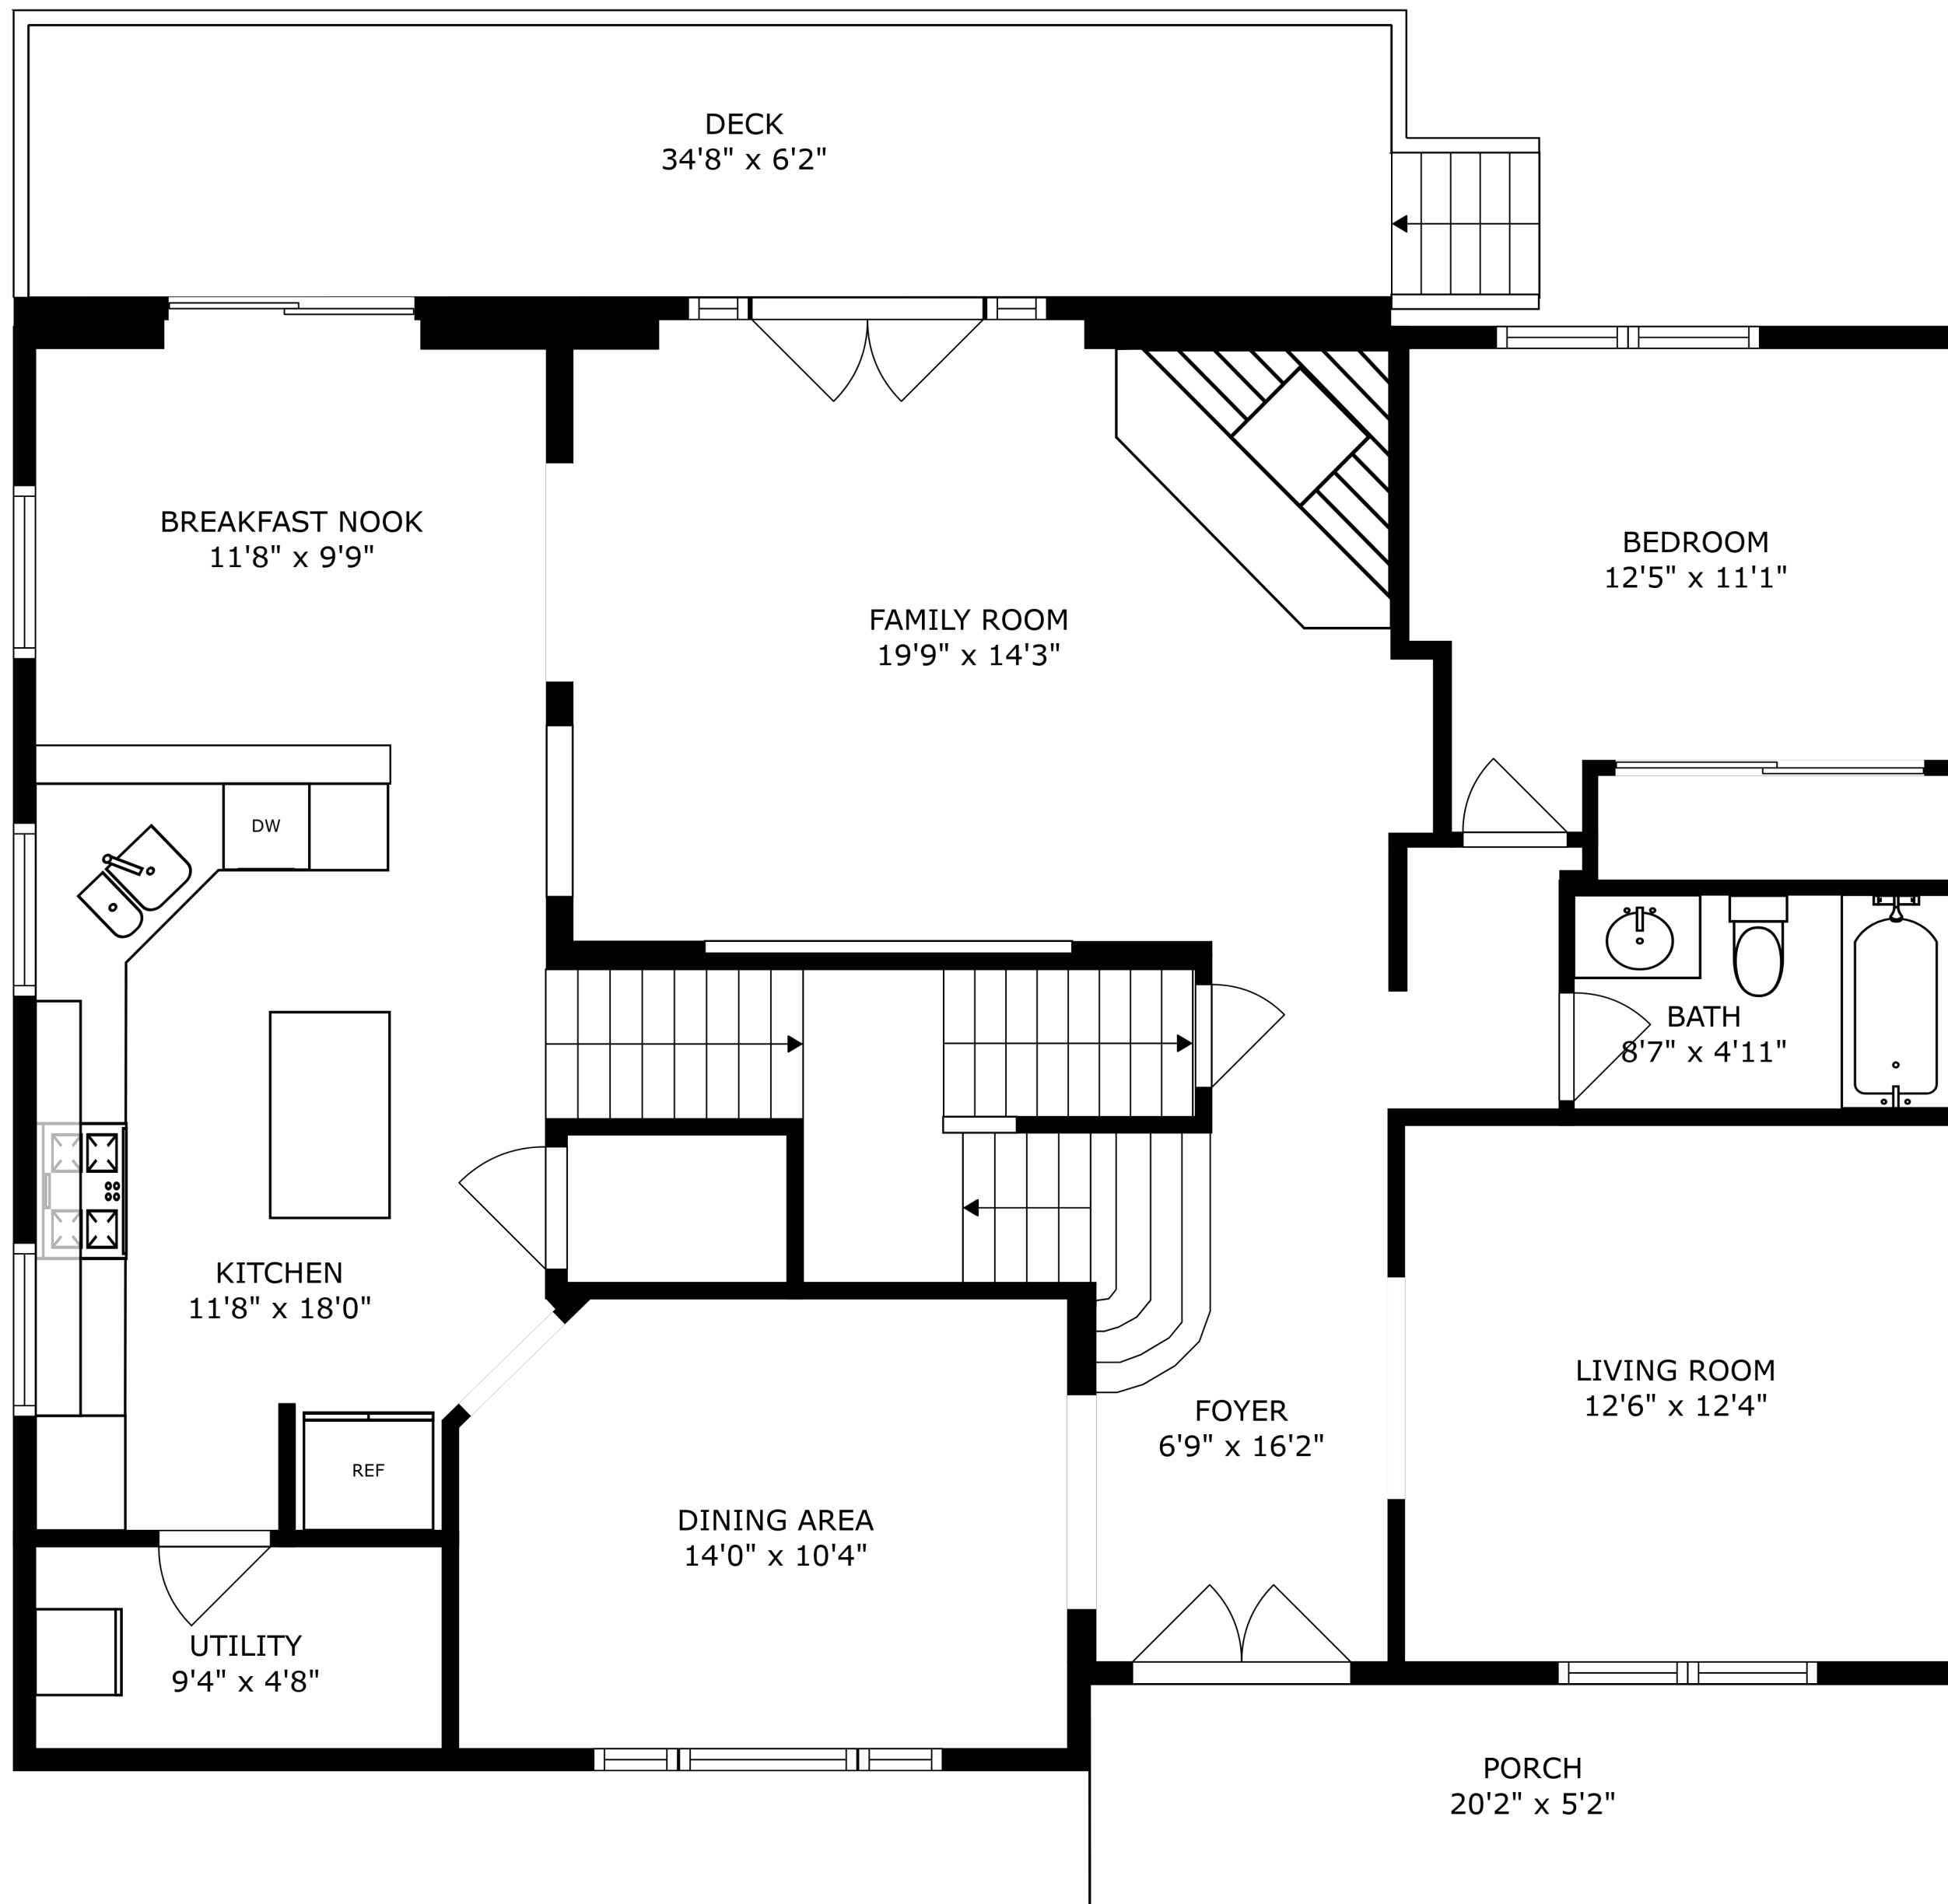 DECK
34'8" x 6'2"
BREAKFAST NOOK
11'8" x 9'9"
BEDROOM
12'5" x 11'1"
FAMILY ROOM
19'9" x 14'3"
DW
BATH
8'7" x 4'11"
KITCHEN
11'8" x 18'0"
LIVING ROOM
12'6" x 12'4"
FOYER
6'9" x 16'2"
REF
DINING AREA
14'0" x 10'4"
UTILITY
9'4" x 4'8"
PORCH
20'2" x 5'2"